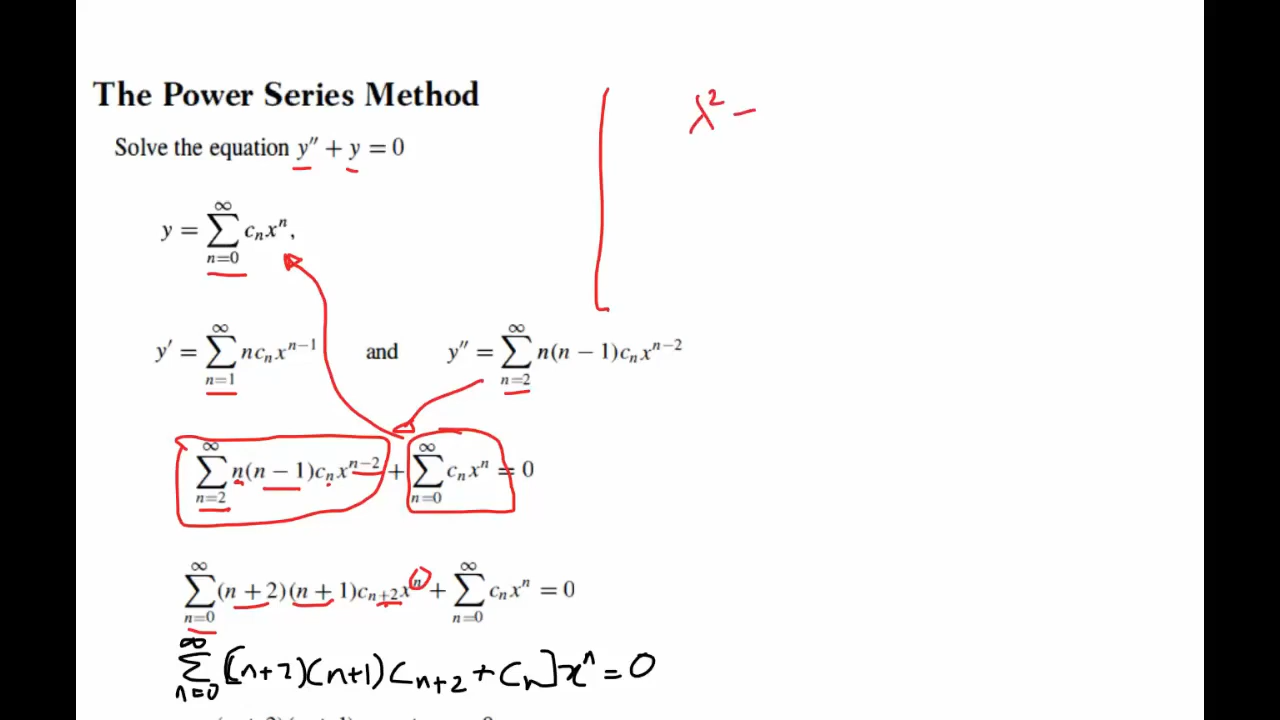 The Power Series Method
λ² −
Solve the equation y″ + y = 0
y = ∑_{n=0}^{∞} c_n x^n,
y′ = ∑_{n=1}^{∞} nc_n x^{n−1} and y″ = ∑_{n=2}^{∞} n(n − 1)c_n x^{n−2}
∑_{n=2}^{∞} n(n − 1)c_n x^{n−2} + ∑_{n=0}^{∞} c_n x^n = 0
∑_{n=0}^{∞} (n + 2)(n + 1)c_{n+2} x^n + ∑_{n=0}^{∞} c_n x^n = 0
∑_{n=0}^{∞} [(n+2)(n+1) C_{n+2} + C_n] x^n = 0